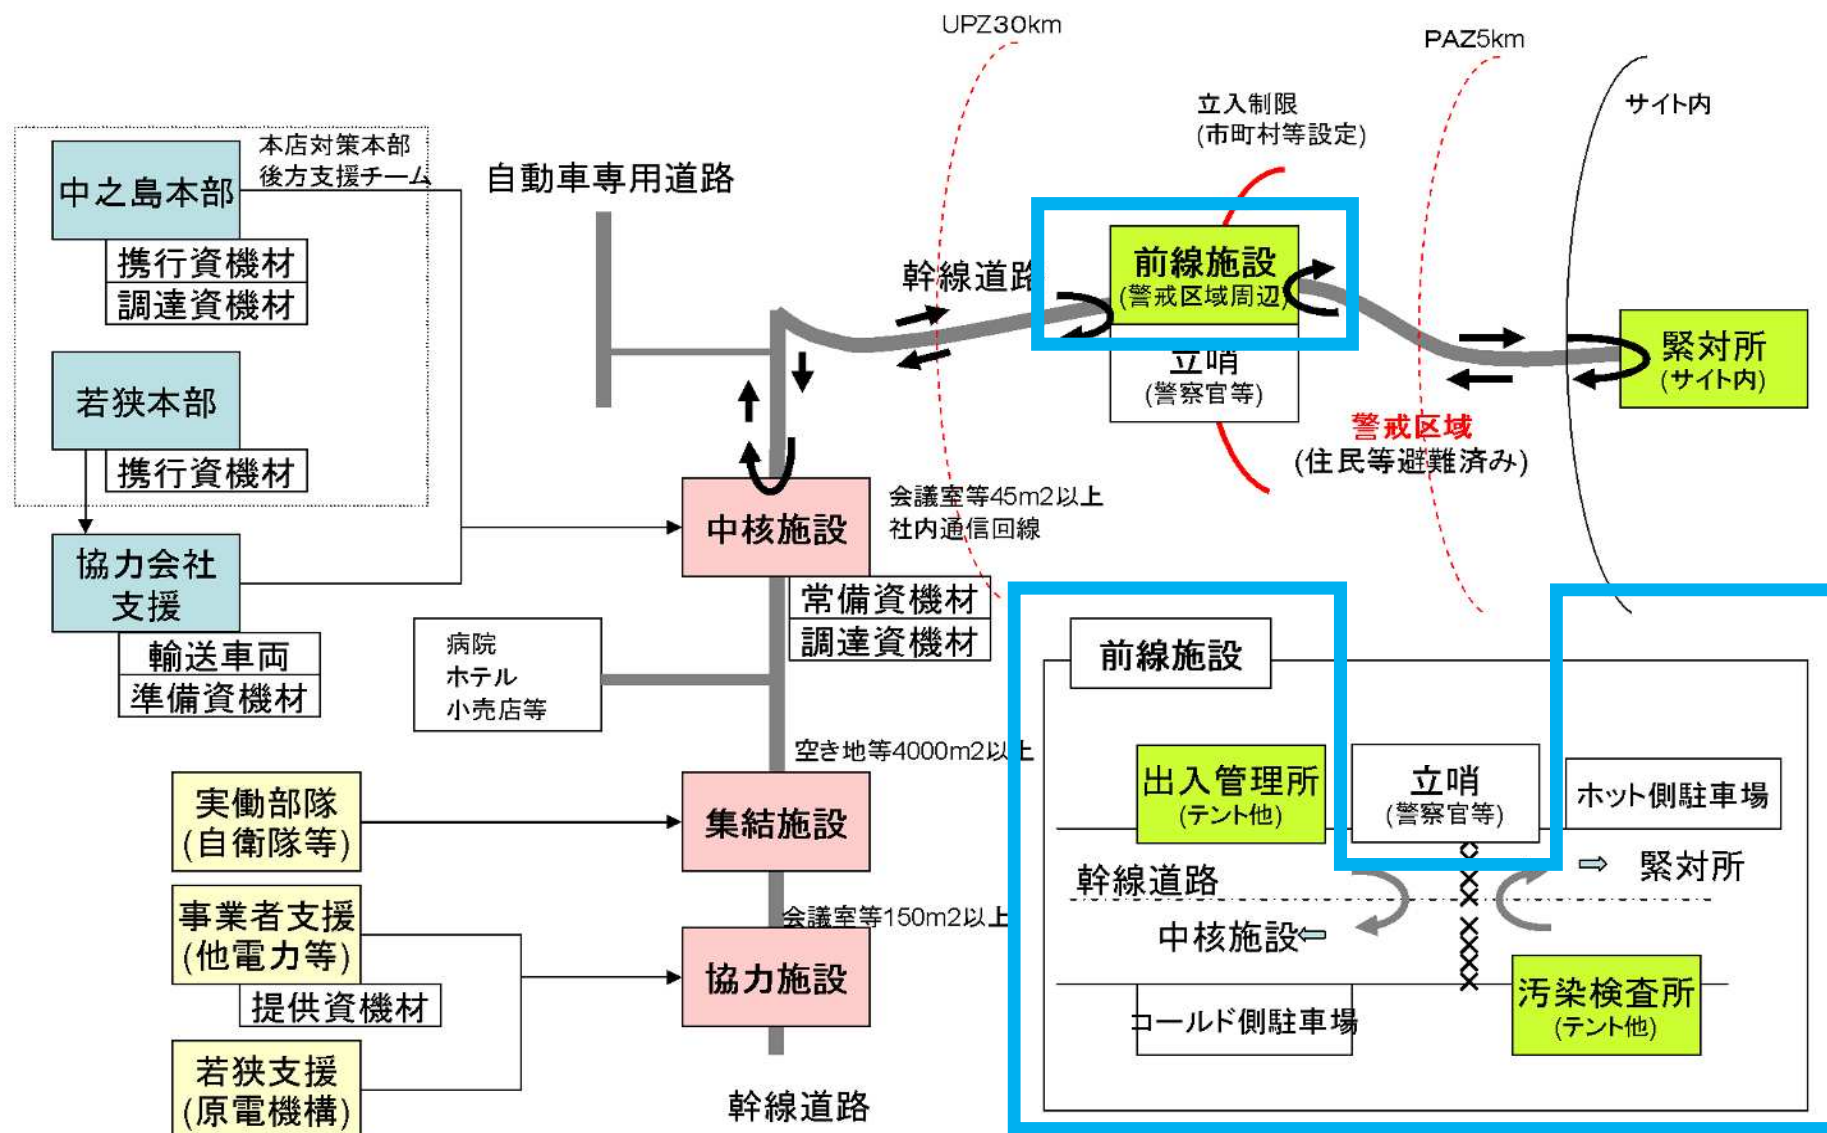 UPZ30km
PAZ5km
サイト内
立入制限
(市町村等設定)
本店対策本部
後方支援チーム
中之島本部
携行資機材
調達資機材
自動車専用道路
幹線道路
前線施設
(警戒区域周辺)
立哨
(警察官等)
緊対所
(サイト内)
警戒区域
(住民等避難済み)
若狭本部
携行資機材
中核施設
会議室等45m2以上
社内通信回線
常備資機材
調達資機材
協力会社
支援
輸送車両
準備資機材
病院
ホテル
小売店等
空き地等4000m2以上
実働部隊
(自衛隊等)
集結施設
会議室等150m2以上
事業者支援
(他電力等)
提供資機材
協力施設
若狭支援
(原電機構)
幹線道路
前線施設
出入管理所
(テント他)
立哨
(警察官等)
ホット側駐車場
幹線道路
⇨ 緊対所
中核施設⇦
コールド側駐車場
汚染検査所
(テント他)